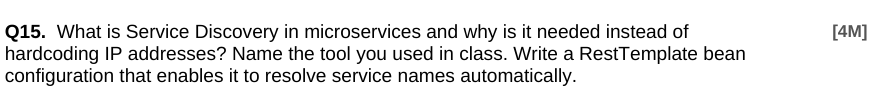 Q15. What is Service Discovery in microservices and why is it needed instead of [4M]
hardcoding IP addresses? Name the tool you used in class. Write a RestTemplate bean
configuration that enables it to resolve service names automatically.